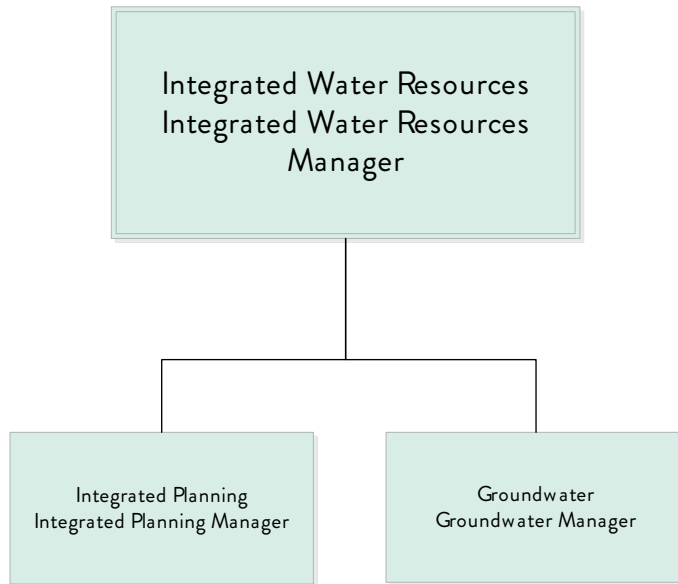 Integrated Water Resources
Integrated Water Resources
Manager
Integrated Planning
Integrated Planning Manager
Groundwater
Groundwater Manager